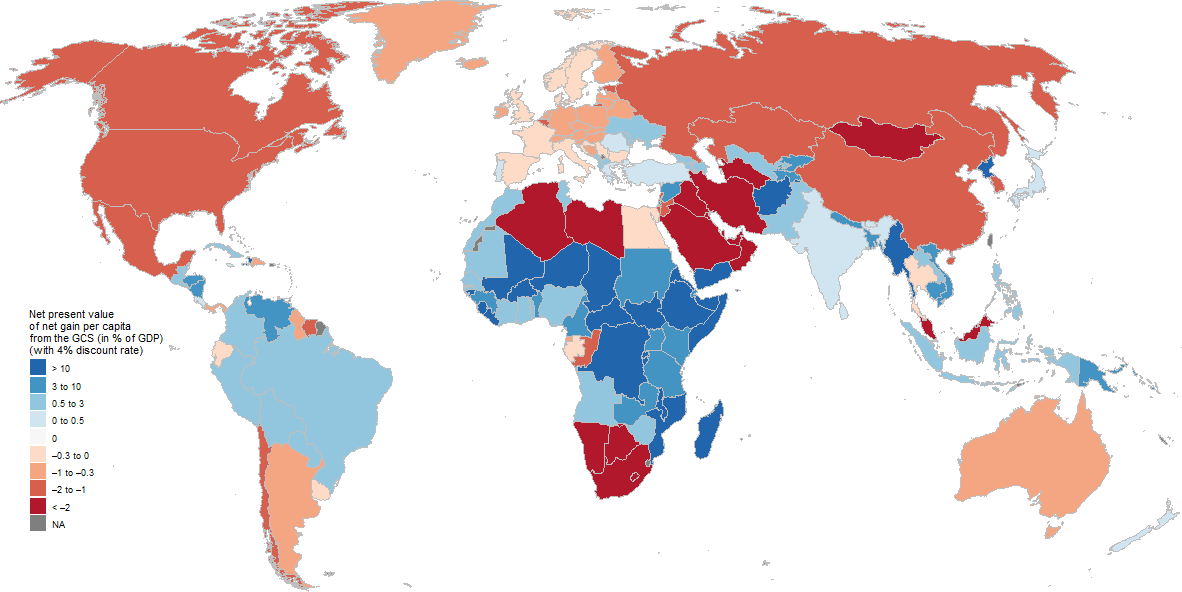 Net present value
of net gain per capita
from the GCS (in % of GDP)
(with 4% discount rate)
> 10
3 to 10
0.5 to 3
0 to 0.5
0
–0.3 to 0
–1 to –0.3
–2 to –1
< –2
NA